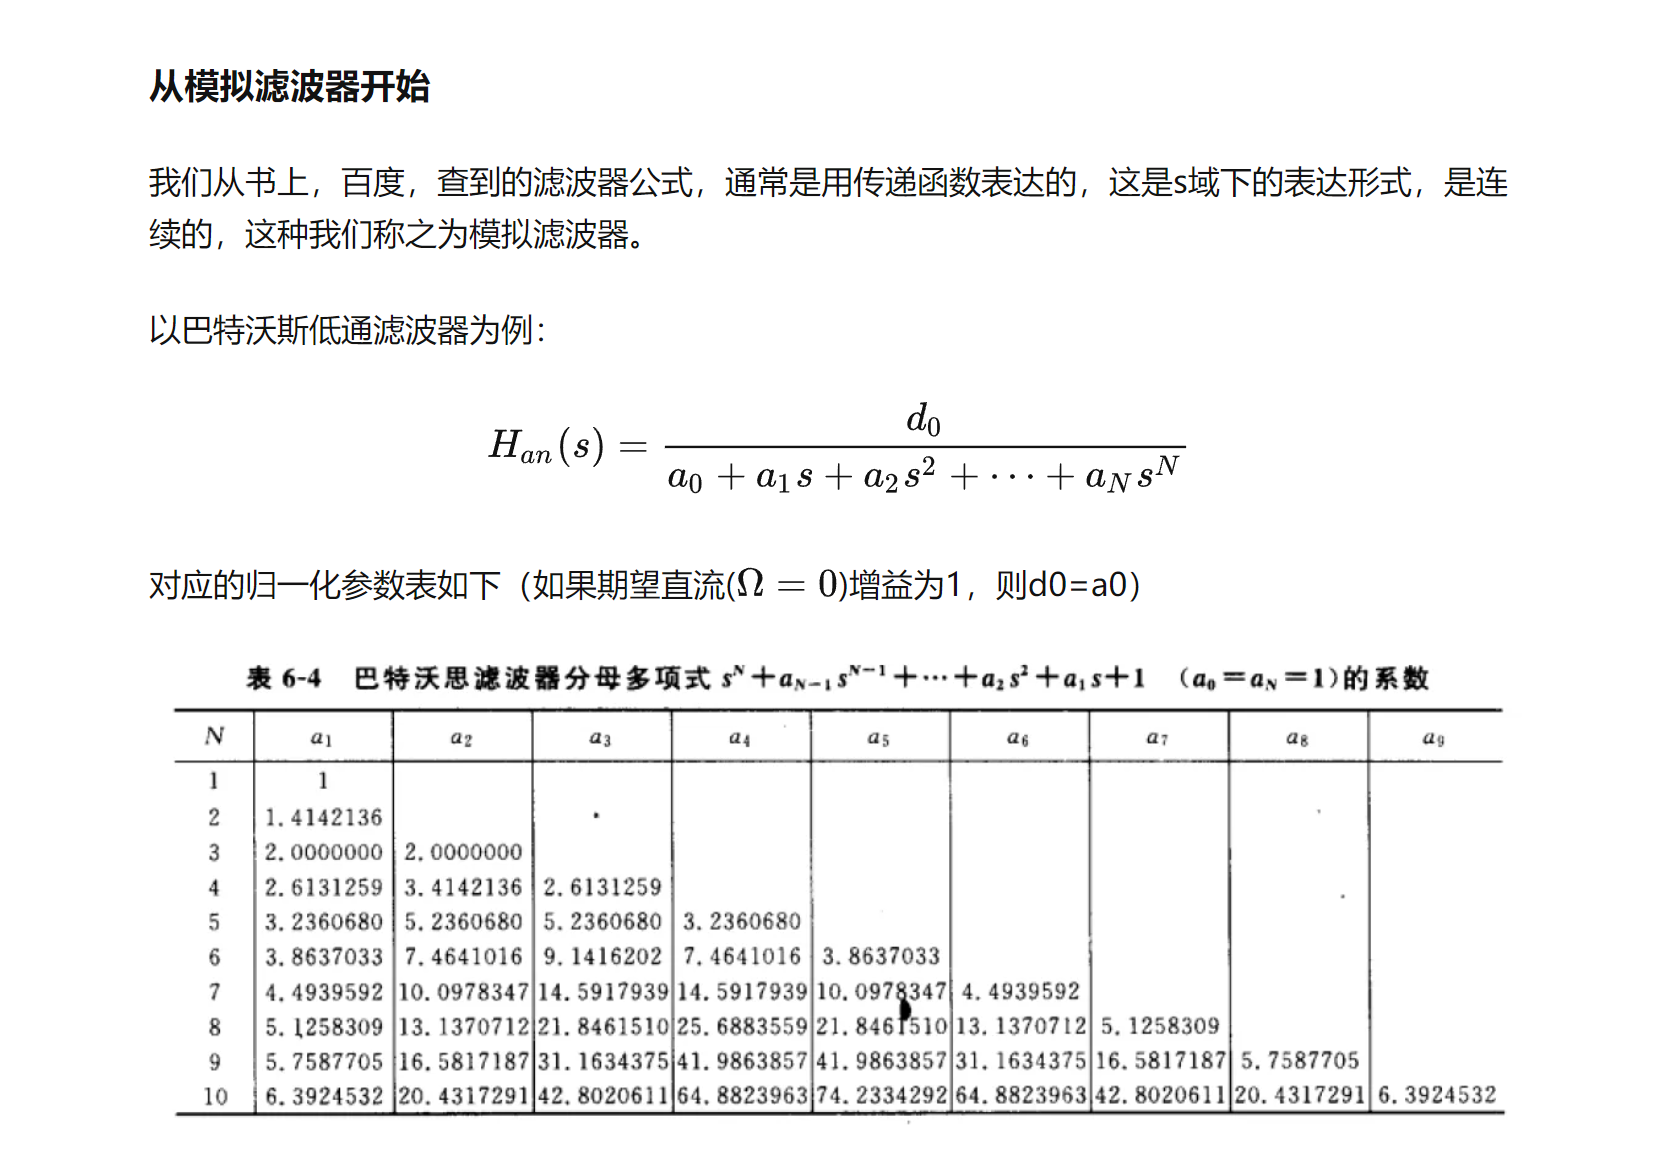 从模拟滤波器开始
我们从书上，百度，查到的滤波器公式，通常是用传递函数表达的，这是s域下的表达形式，是连
续的，这种我们称之为模拟滤波器。
以巴特沃斯低通滤波器为例：
H_{an}(s) = \frac{d_0}{a_0 + a_1 s + a_2 s^2 + \cdots + a_N s^N}
对应的归一化参数表如下（如果期望直流(Ω = 0)增益为1，则d0=a0）
表 6-4 巴特沃思滤波器分母多项式 s^N+a_{N-1}s^{N-1}+⋯+a_2s^2+a_1s+1 （a_0=a_N=1）的系数
N a_1 a_2 a_3 a_4 a_5 a_6 a_7 a_8 a_9
1 1
2 1.4142136
3 2.0000000 2.0000000
4 2.6131259 3.4142136 2.6131259
5 3.2360680 5.2360680 5.2360680 3.2360680
6 3.8637033 7.4641016 9.1416202 7.4641016 3.8637033
7 4.4939592 10.0978347 14.5917939 14.5917939 10.0978347 4.4939592
8 5.1258309 13.1370712 21.8461510 25.6883559 21.8461510 13.1370712 5.1258309
9 5.7587705 16.5817187 31.1634375 41.9863857 41.9863857 31.1634375 16.5817187 5.7587705
10 6.3924532 20.4317291 42.8020611 64.8823963 74.2334292 64.8823963 42.8020611 20.4317291 6.3924532